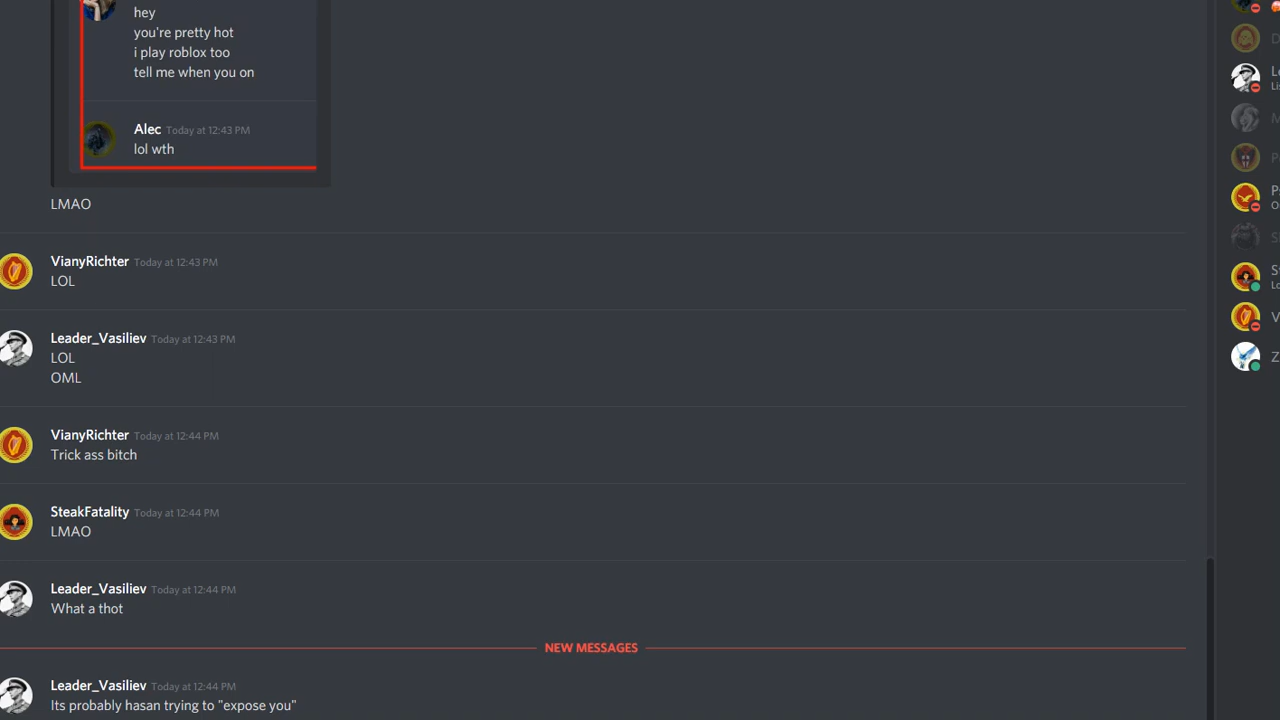 hey
you're pretty hot
i play roblox too
tell me when you on
Alec Today at 12:43 PM
lol wth
LMAO
VianyRichter Today at 12:43 PM
LOL
Leader_Vasiliev Today at 12:43 PM
LOL
OML
VianyRichter Today at 12:44 PM
Trick ass bitch
SteakFatality Today at 12:44 PM
LMAO
Leader_Vasiliev Today at 12:44 PM
What a thot
NEW MESSAGES
Leader_Vasiliev Today at 12:44 PM
Its probably hasan trying to "expose you"